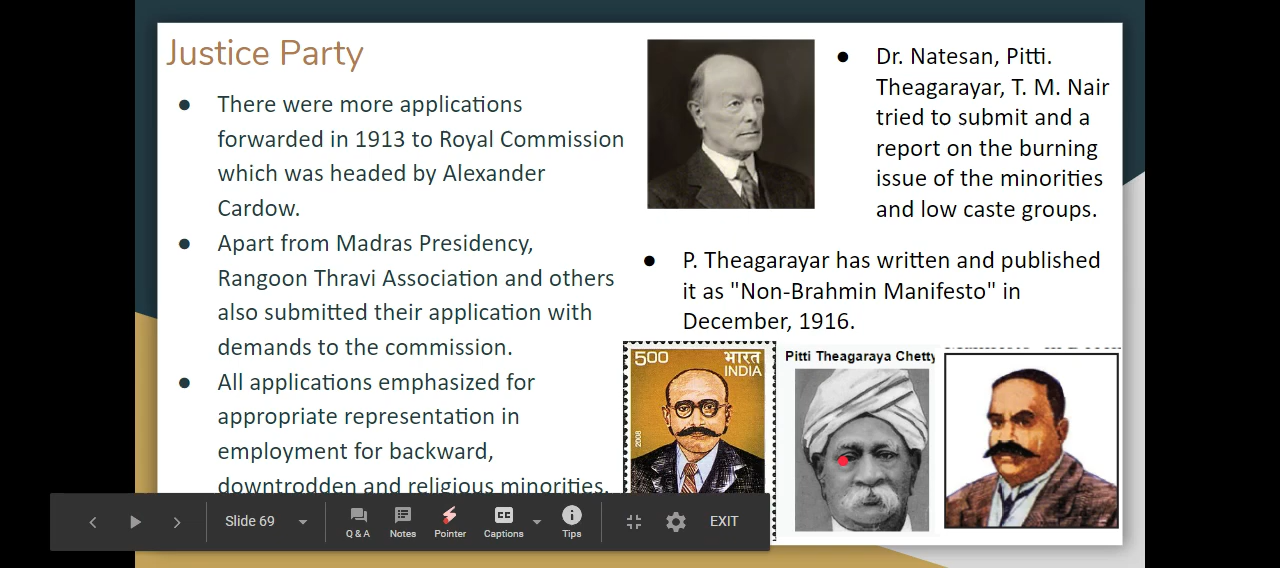 Justice Party
● There were more applications
forwarded in 1913 to Royal Commission
which was headed by Alexander
Cardow.
● Apart from Madras Presidency,
Rangoon Thravi Association and others
also submitted their application with
demands to the commission.
● All applications emphasized for
appropriate representation in
employment for backward,
downtrodden and religious minorities.
● Dr. Natesan, Pitti.
Theagarayar, T. M. Nair
tried to submit and a
report on the burning
issue of the minorities
and low caste groups.
● P. Theagarayar has written and published
it as "Non-Brahmin Manifesto" in
December, 1916.
500 भारत
INDIA
2008
Pitti Theagaraya Chetty
Slide 69
Q & A
Notes
Pointer
CC
Captions
Tips
EXIT